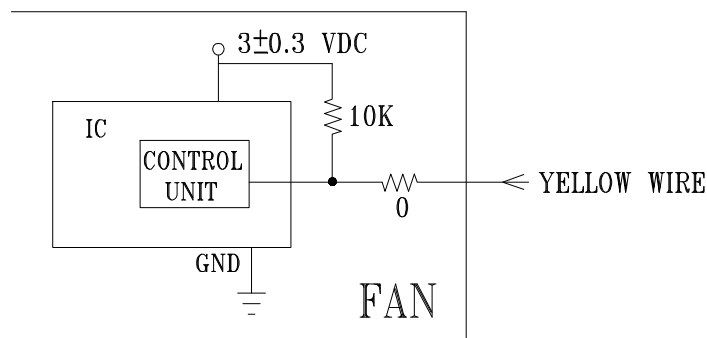 3±0.3 VDC
10K
IC
CONTROL
UNIT
YELLOW WIRE
0
GND
FAN